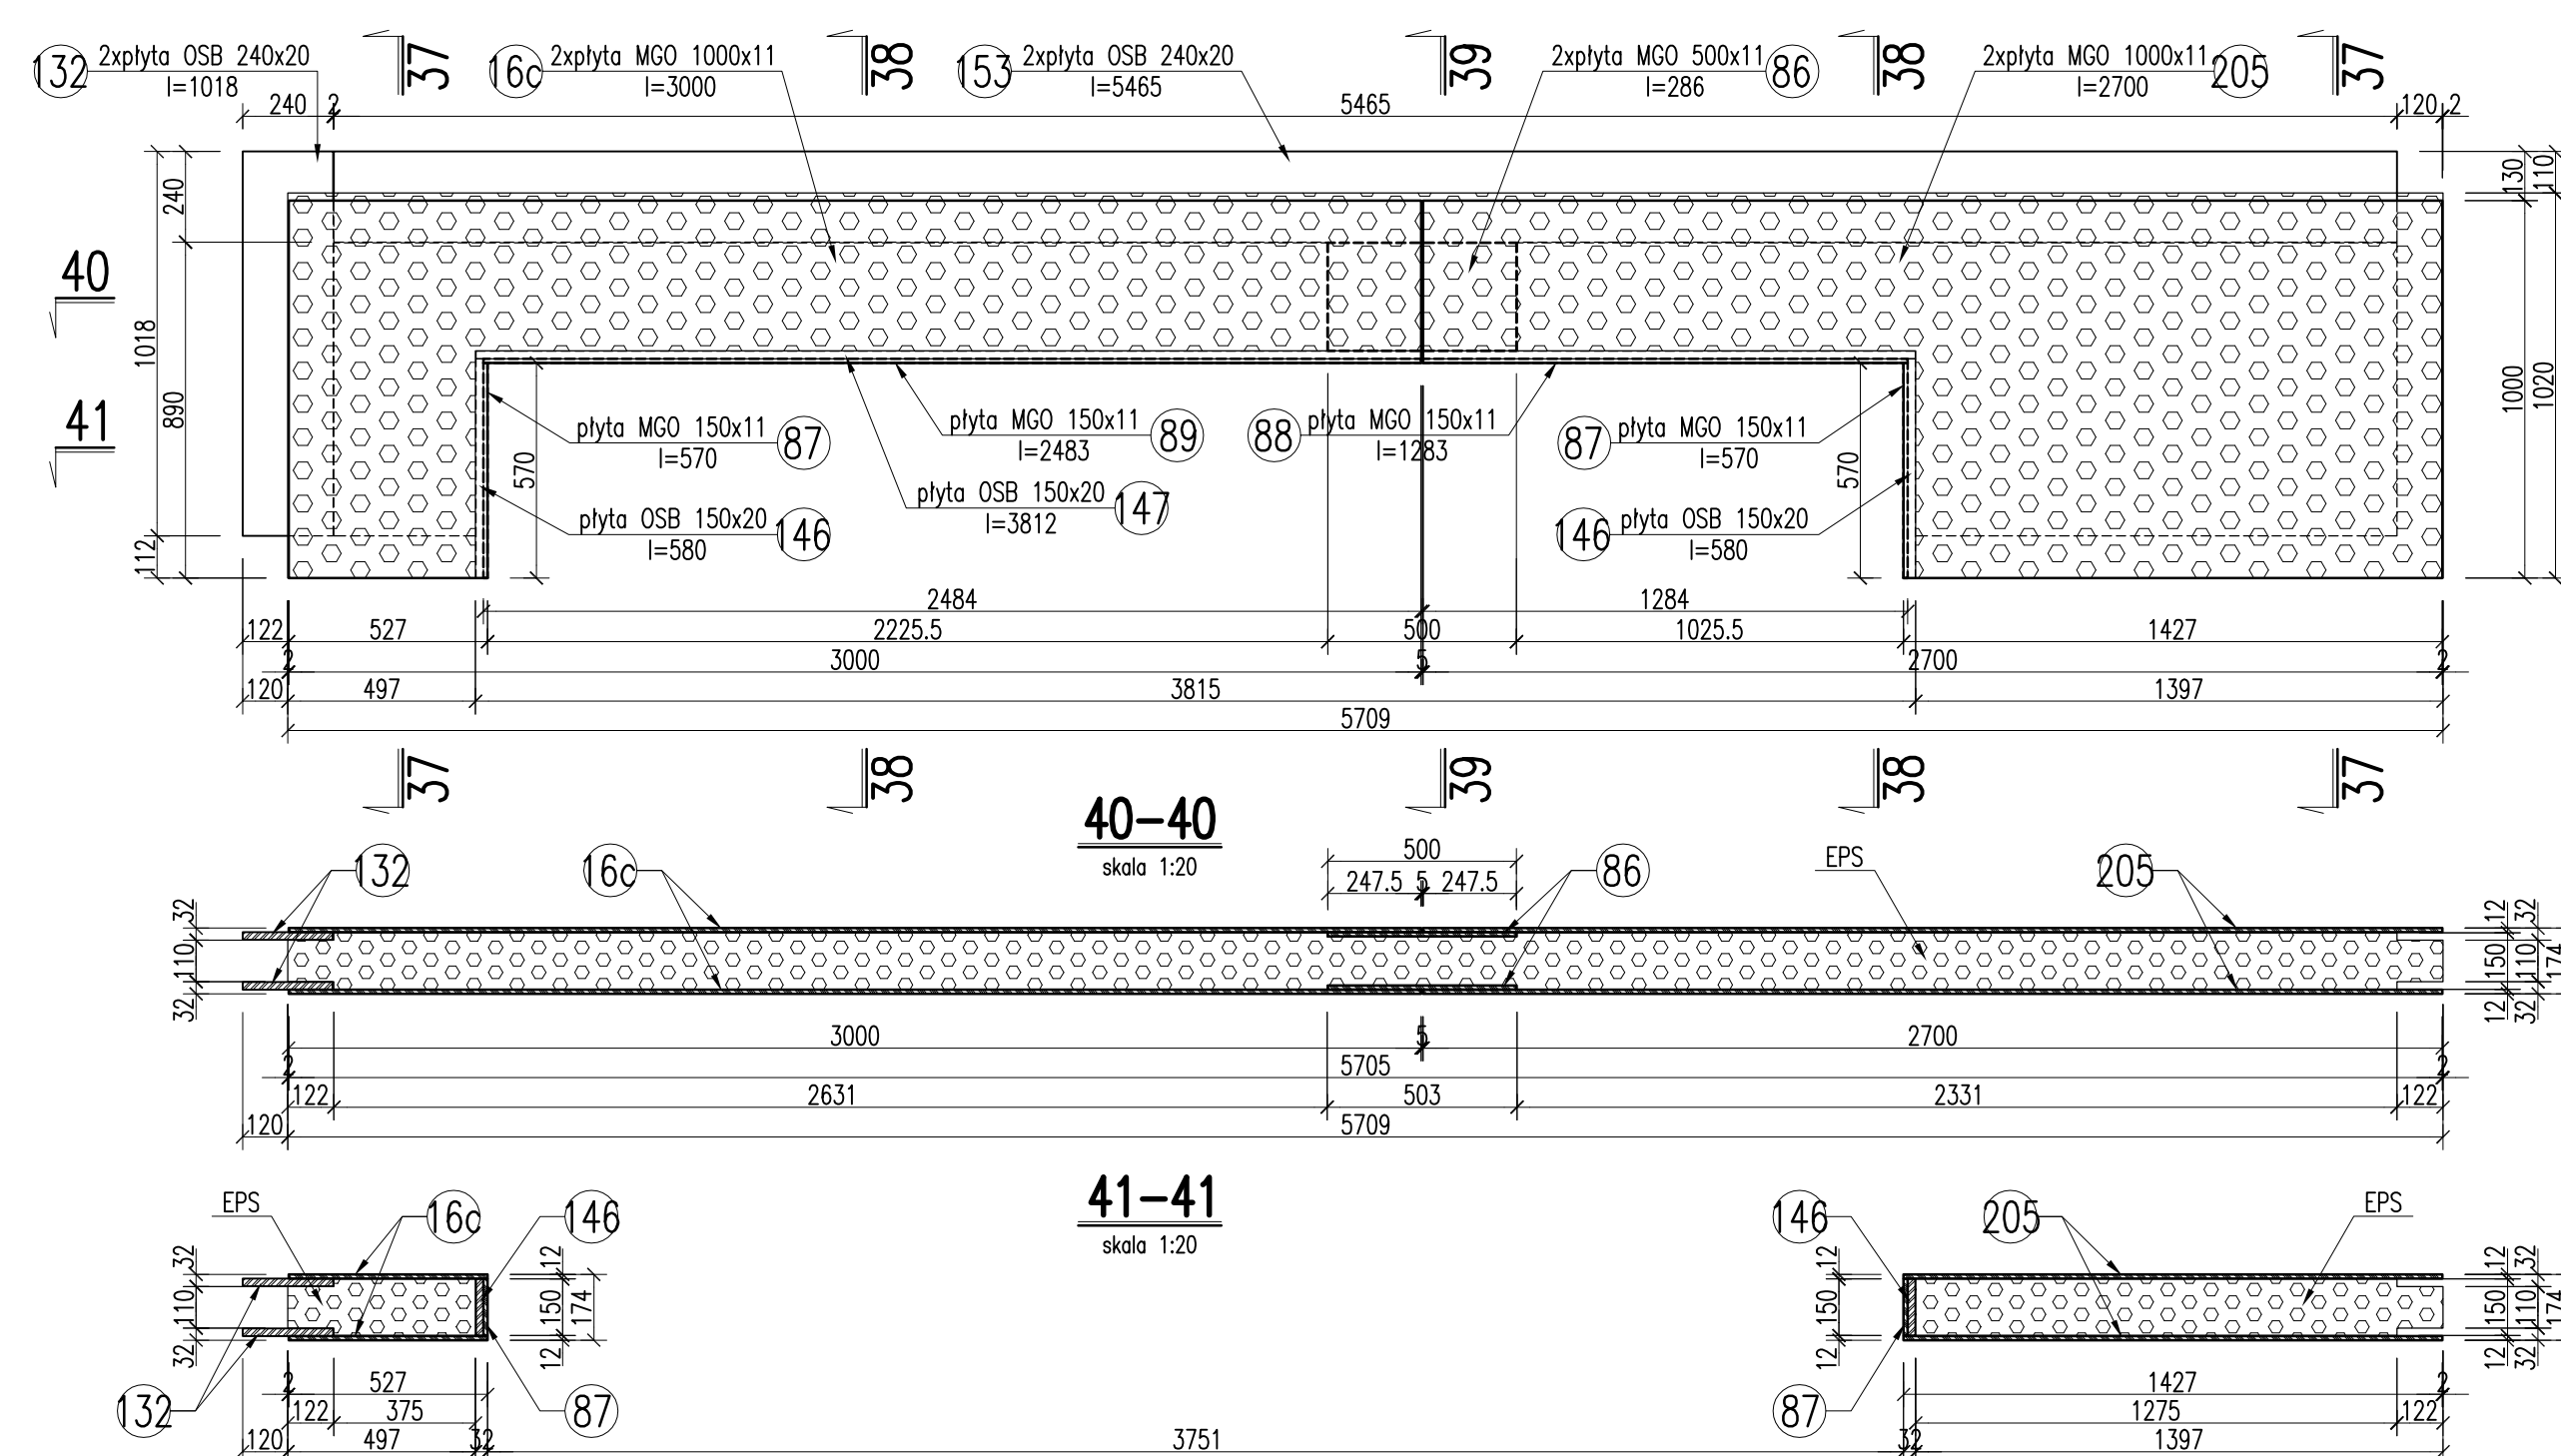 132 2xpłyta OSB 240x20
l=1018
37
16c 2xpłyta MGO 1000x11
l=3000
38
153 2xpłyta OSB 240x20
l=5465
39
2xpłyta MGO 500x11 86
l=286
38
2xpłyta MGO 1000x11 205
l=2700
37
240 2 5465 120 2
240
1018
890
112
40
41
130
110
1000
1020
płyta MGO 150x11 87
l=570
570
płyta MGO 150x11 89
l=2483
88 płyta MGO 150x11
l=1283
87 płyta MGO 150x11
l=570
570
płyta OSB 150x20 146
l=580
płyta OSB 150x20 147
l=3812
146 płyta OSB 150x20
l=580
2484 1284
122 527 2225.5 500 1025.5 1427
2 3000 5 2700 2
120 497 3815 1397
5709
37 38 39 38 37
40-40
skala 1:20
132 16c 86 EPS 205
500
247.5 5 247.5
32
110
32
12 32
150 110 174
12 32
3000 5 2700
2 5705 2
122 2631 503 2331 122
120 5709
41-41
skala 1:20
EPS 16c 146
32
110
32
12
150 174
12
132 87
2 527
122 375
120 497 32 3751 32 1397
146 205 EPS
12
150
12
12 32
150 110 174
12 32
87
1427 2
1275 122